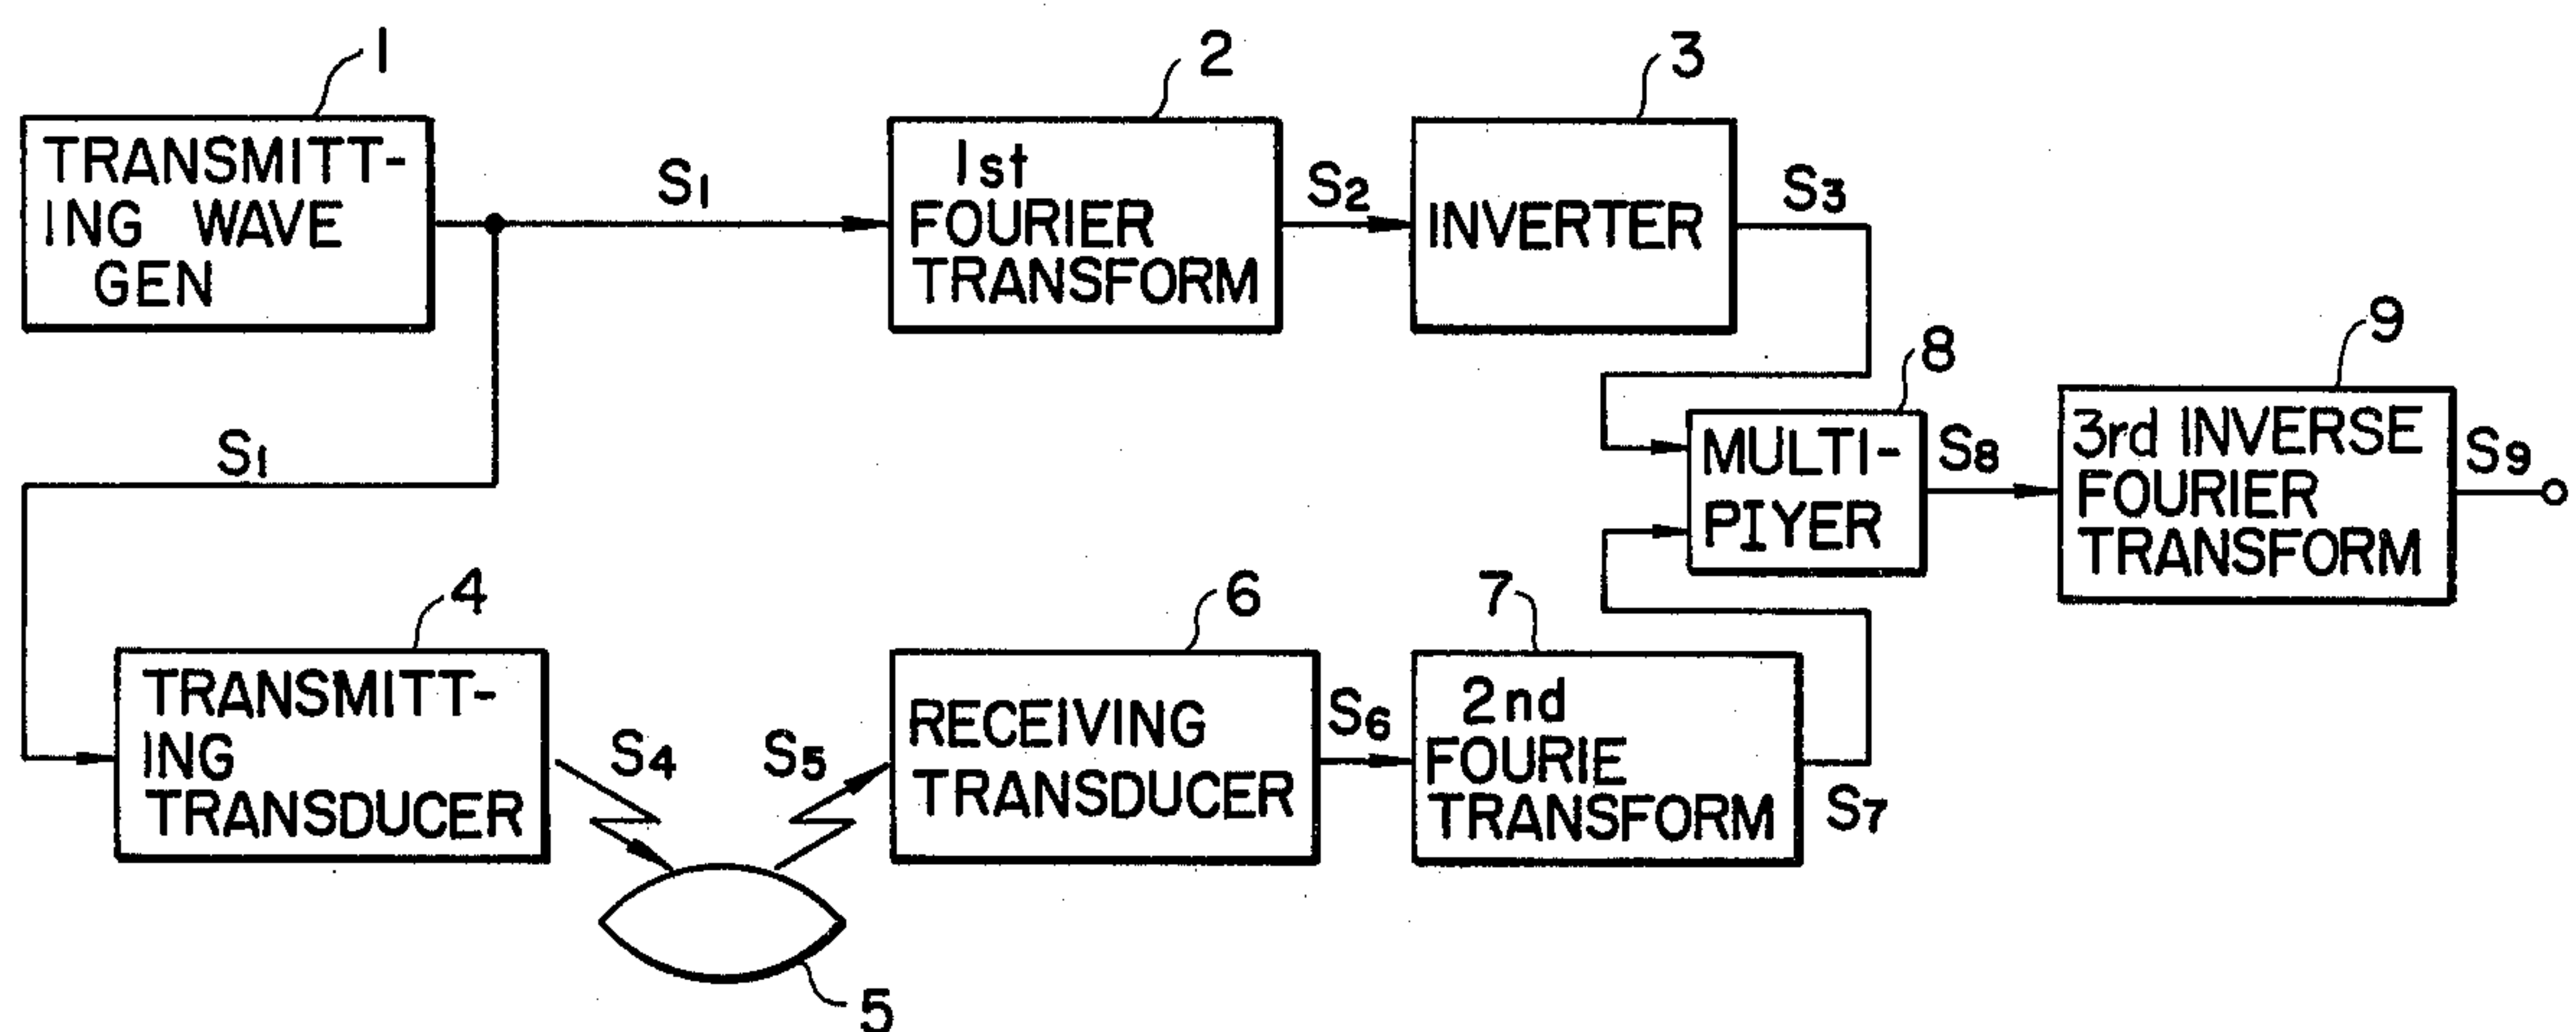 1
2
3
TRANSMITT-
ING WAVE
GEN
S1
1st
FOURIER
TRANSFORM
S2
INVERTER
S3
S1
8
MULTI-
PIYER
S8
9
3rd INVERSE
FOURIER
TRANSFORM
S9
4
TRANSMITT-
ING
TRANSDUCER
S4
5
S5
6
RECEIVING
TRANSDUCER
S6
7
2nd
FOURIE
TRANSFORM
S7